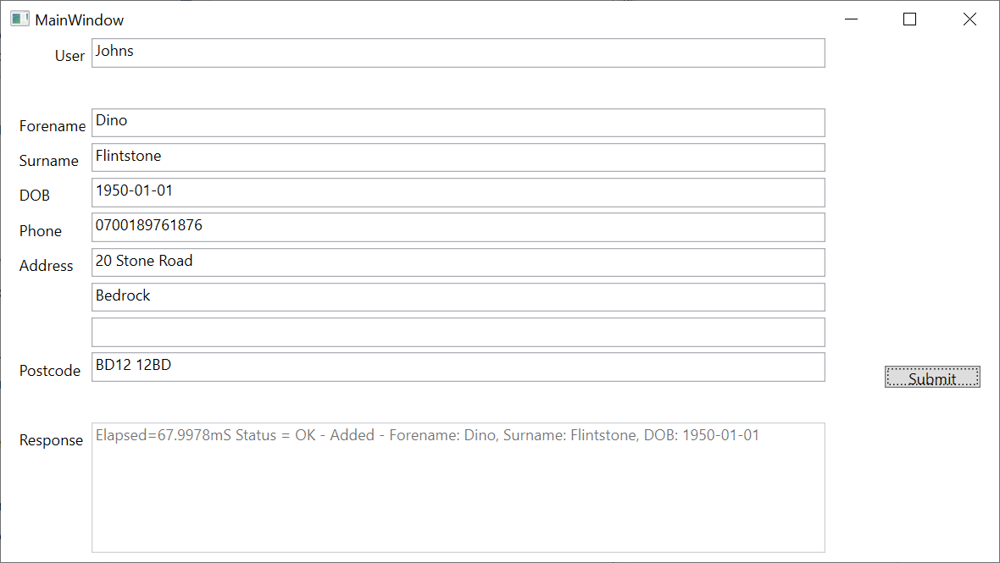 MainWindow
User Johns
Forename Dino
Surname Flintstone
DOB 1950-01-01
Phone 0700189761876
Address 20 Stone Road
Bedrock
Postcode BD12 12BD
Submit
Response Elapsed=67.9978mS Status = OK - Added - Forename: Dino, Surname: Flintstone, DOB: 1950-01-01